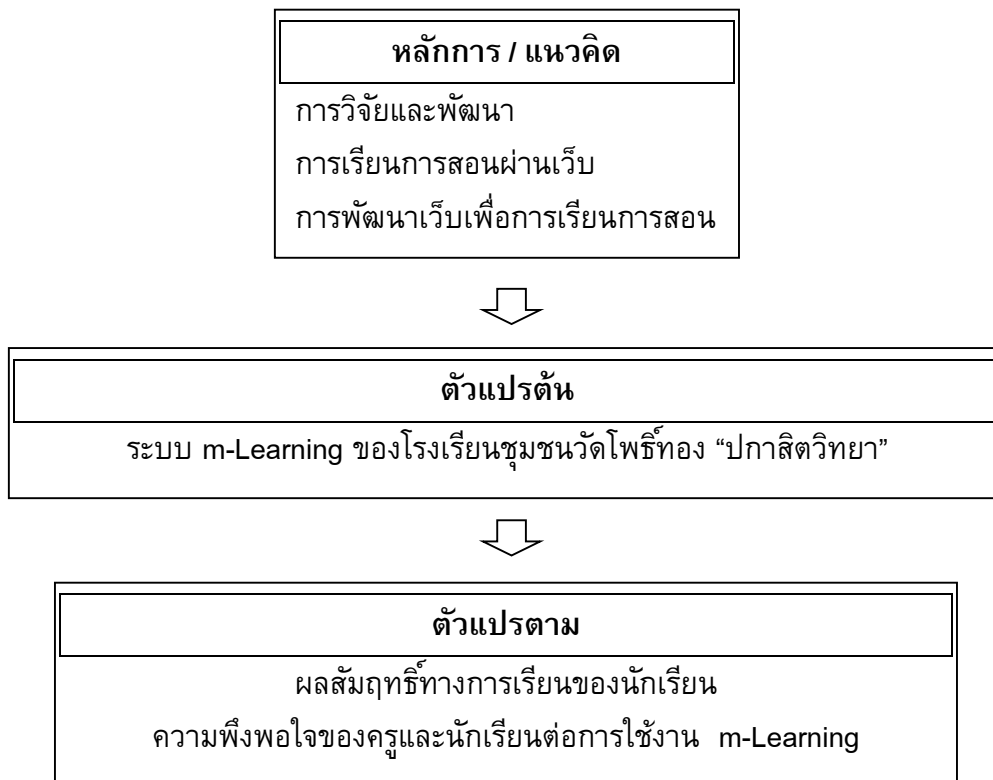 หลักการ / แนวคิด
การวิจัยและพัฒนา
การเรียนการสอนผ่านเว็บ
การพัฒนาเว็บเพื่อการเรียนการสอน
ตัวแปรต้น
ระบบ m-Learning ของโรงเรียนชุมชนวัดโพธิ์ทอง “ปกาสิตวิทยา”
ตัวแปรตาม
ผลสัมฤทธิ์ทางการเรียนของนักเรียน
ความพึงพอใจของครูและนักเรียนต่อการใช้งาน m-Learning